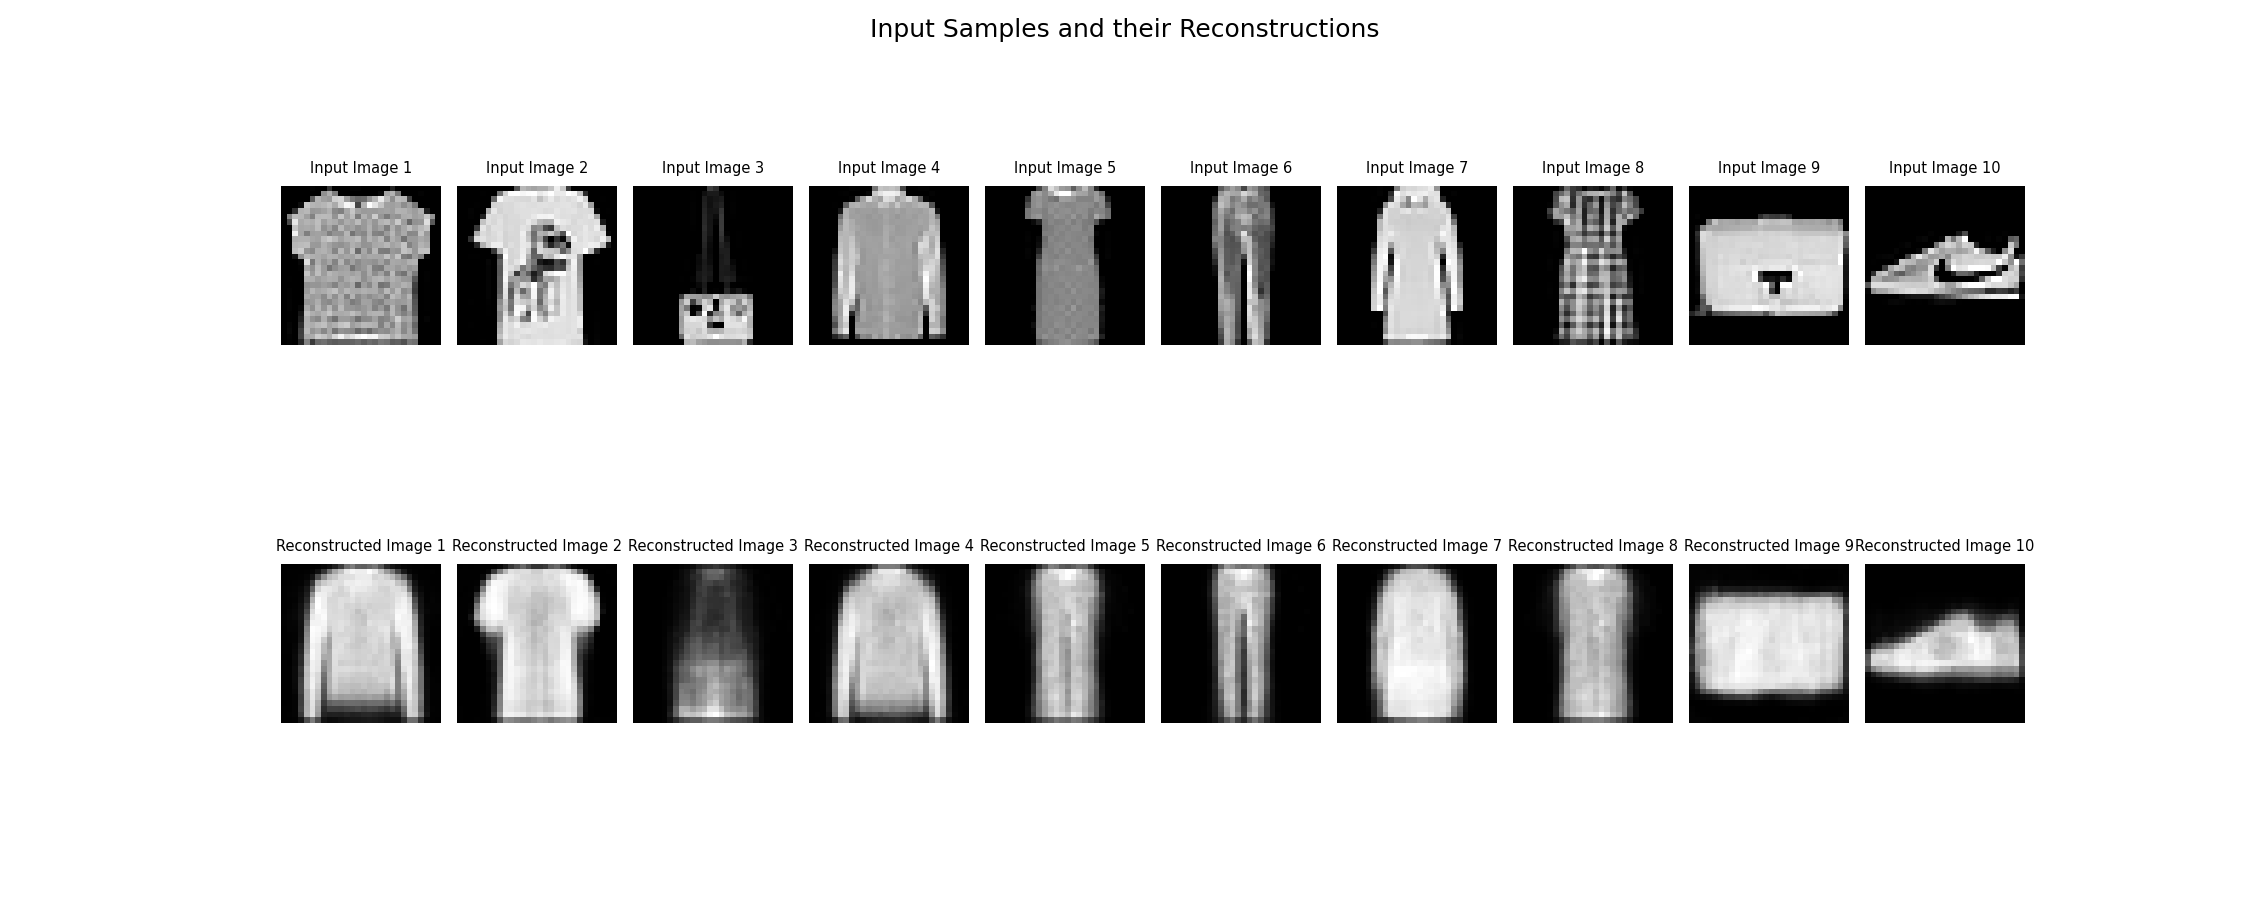 Input Samples and their Reconstructions
Input Image 1 Input Image 2 Input Image 3 Input Image 4 Input Image 5 Input Image 6 Input Image 7 Input Image 8 Input Image 9 Input Image 10
Reconstructed Image 1 Reconstructed Image 2 Reconstructed Image 3 Reconstructed Image 4 Reconstructed Image 5 Reconstructed Image 6 Reconstructed Image 7 Reconstructed Image 8 Reconstructed Image 9 Reconstructed Image 10